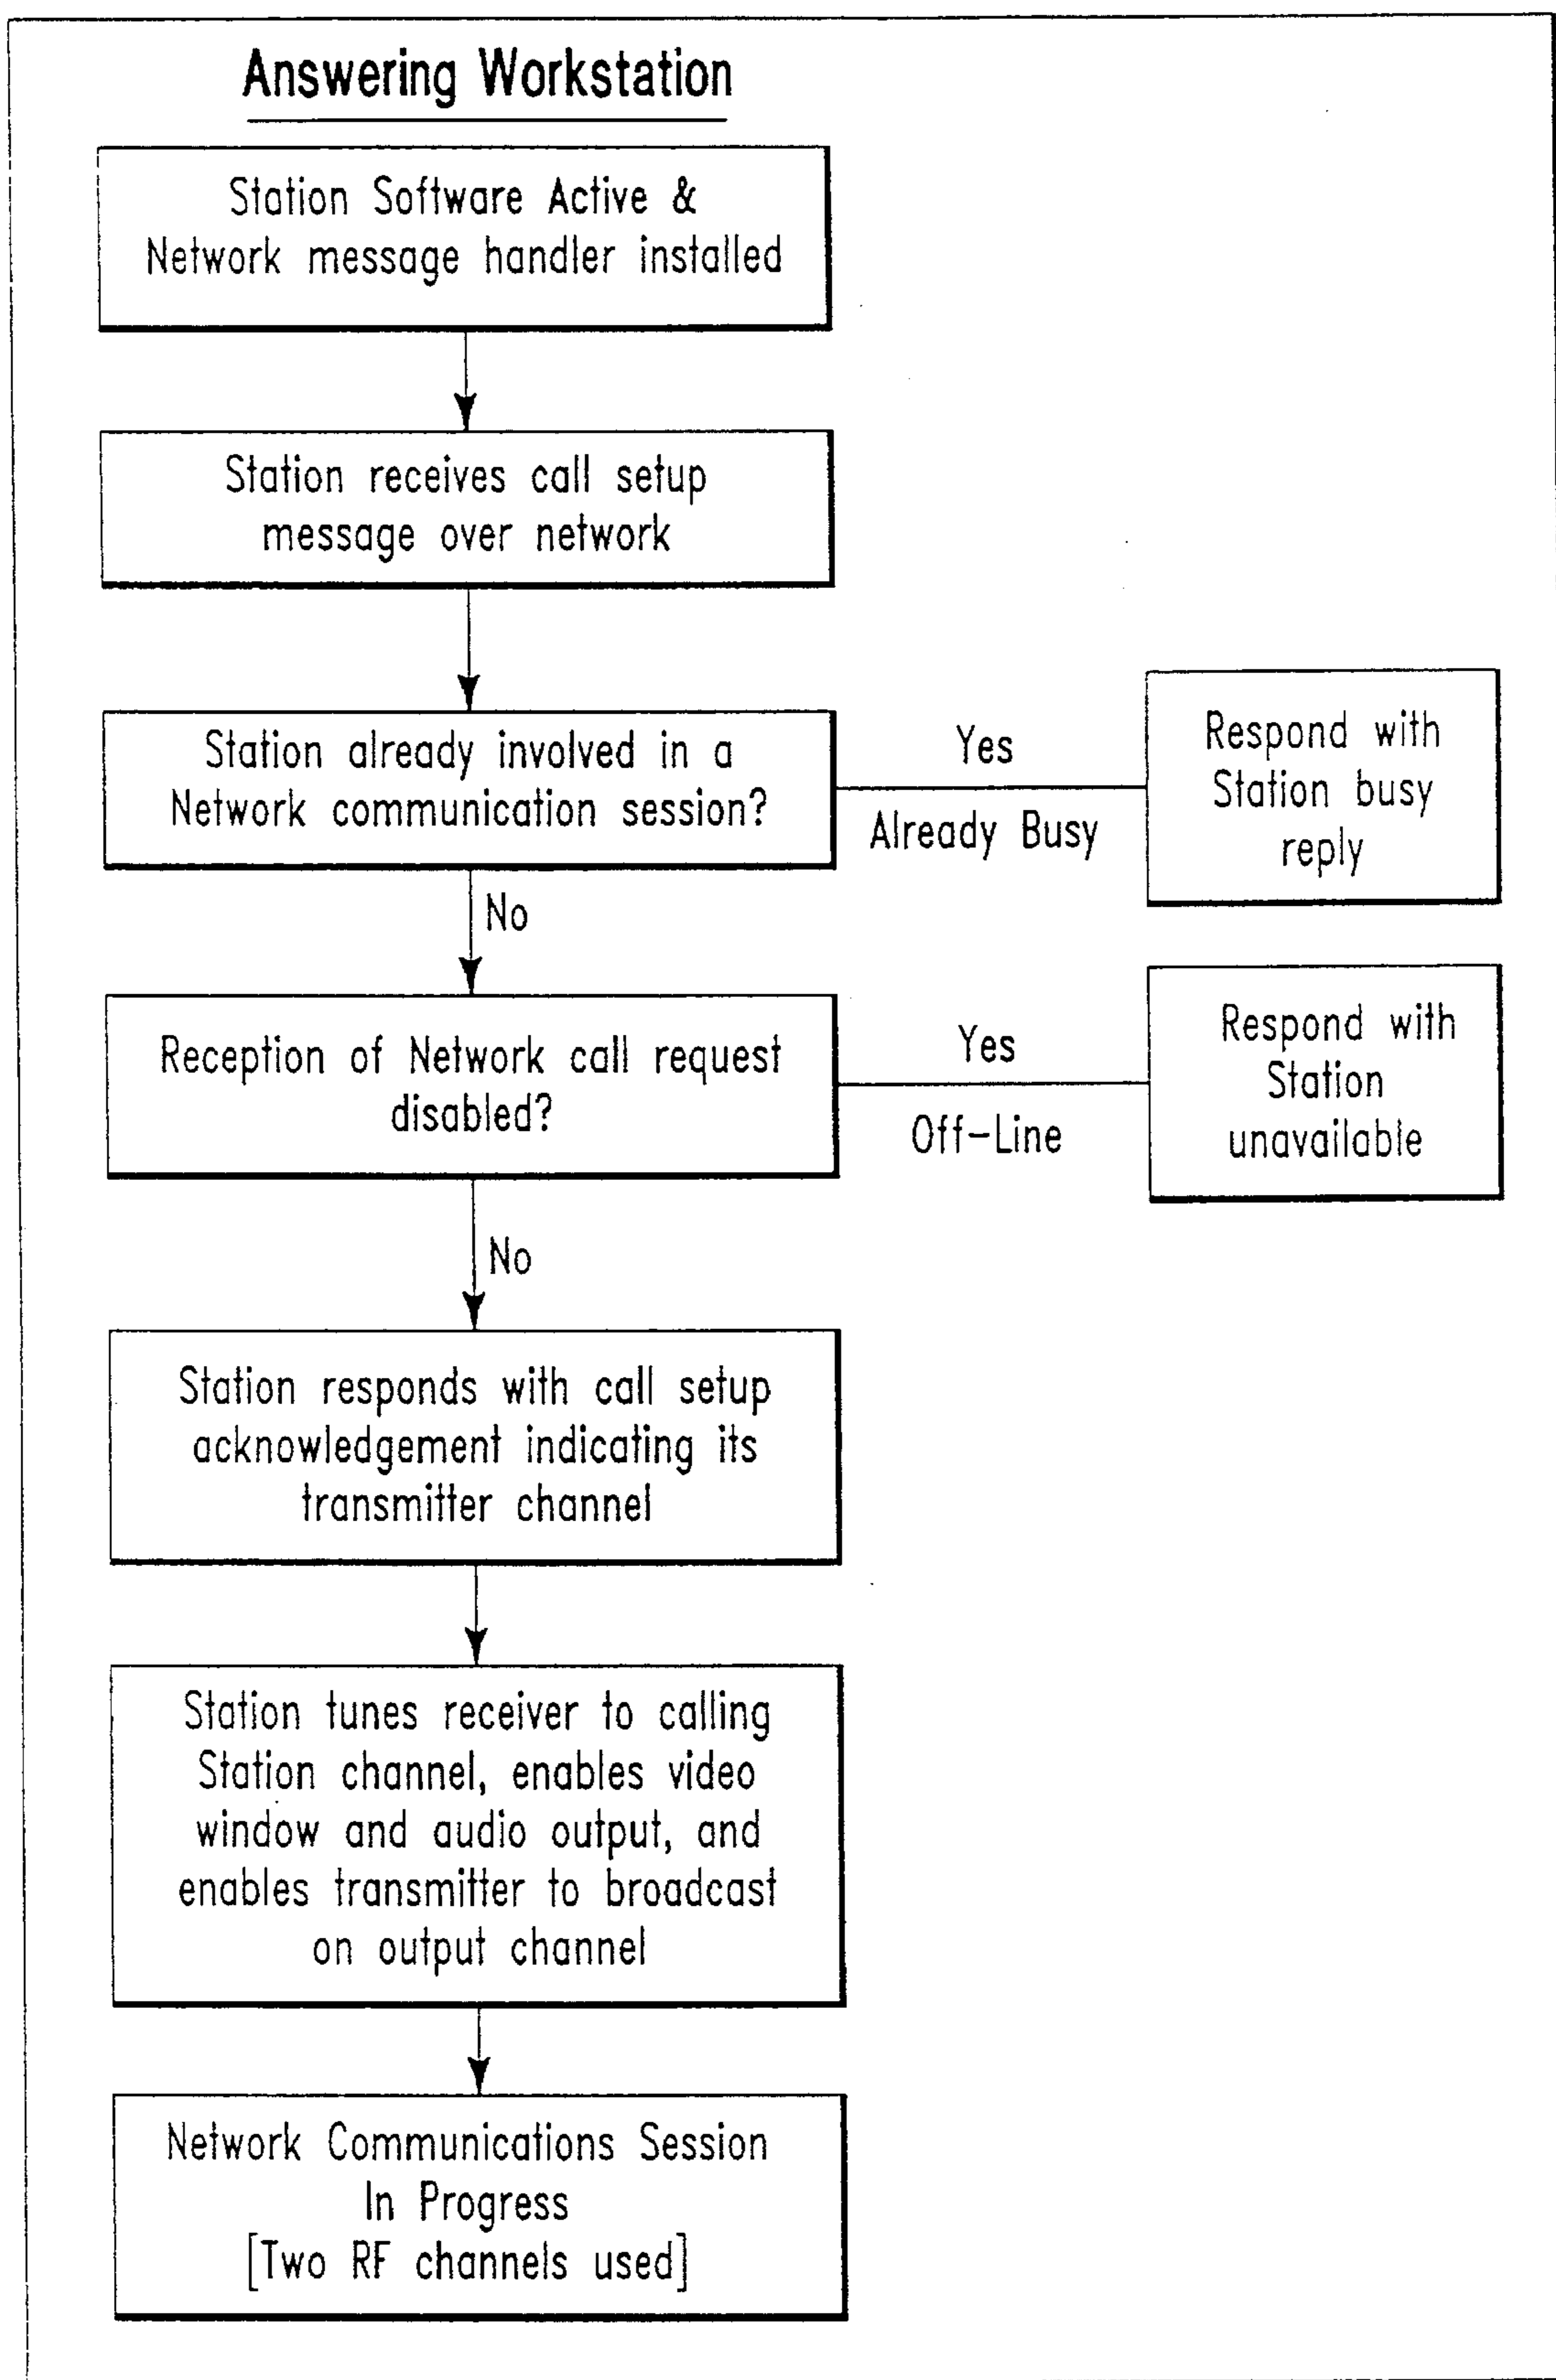 Answering Workstation
Station Software Active &
Network message handler installed
Station receives call setup
message over network
Station already involved in a
Network communication session?
Yes
Already Busy
Respond with
Station busy
reply
No
Reception of Network call request
disabled?
Yes
Off-Line
Respond with
Station
unavailable
No
Station responds with call setup
acknowledgement indicating its
transmitter channel
Station tunes receiver to calling
Station channel, enables video
window and audio output, and
enables transmitter to broadcast
on output channel
Network Communications Session
In Progress
[Two RF channels used]